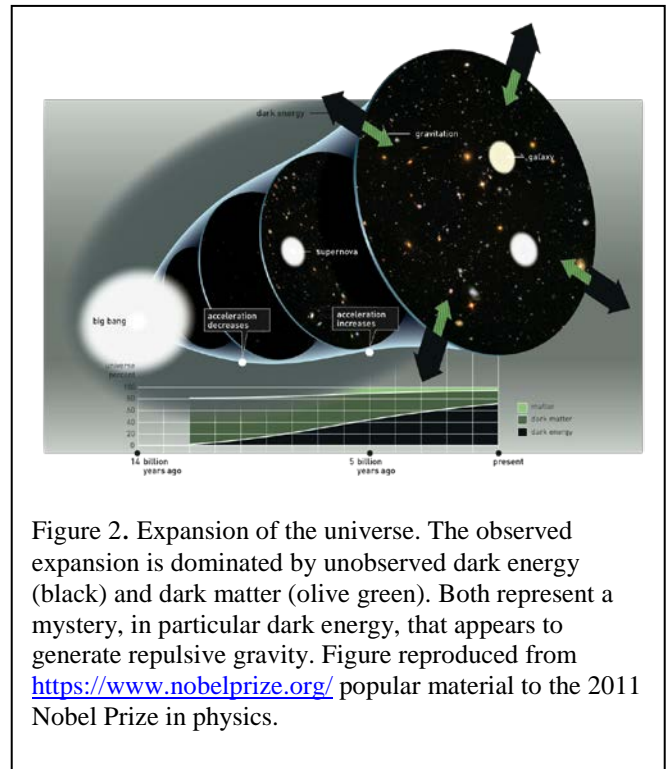 dark energy
gravitation
galaxy
supernova
big bang
acceleration
decreases
acceleration
increases
universe
percent
100
80
60
40
20
0
matter
dark matter
dark energy
14 billion
years ago
5 billion
years ago
present
Figure 2. Expansion of the universe. The observed
expansion is dominated by unobserved dark energy
(black) and dark matter (olive green). Both represent a
mystery, in particular dark energy, that appears to
generate repulsive gravity. Figure reproduced from
https://www.nobelprize.org/ popular material to the 2011
Nobel Prize in physics.